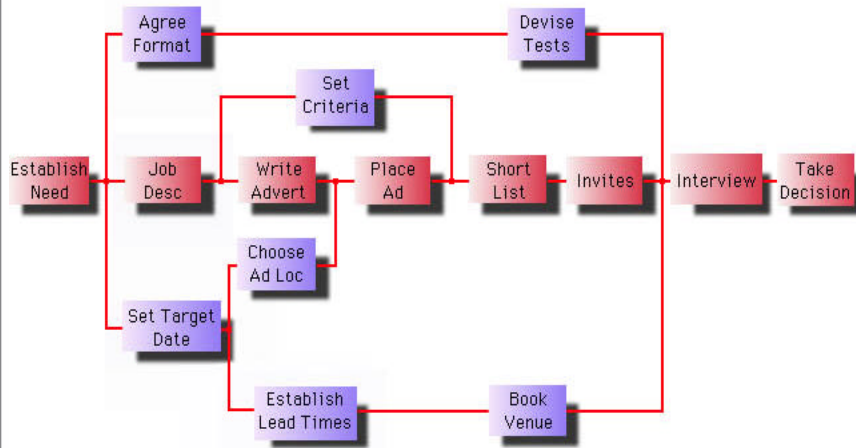 Agree
Format
Devise
Tests
Set
Criteria
Establish
Need
Job
Desc
Write
Advert
Place
Ad
Short
List
Invites
Interview
Take
Decision
Choose
Ad Loc
Set Target
Date
Establish
Lead Times
Book
Venue